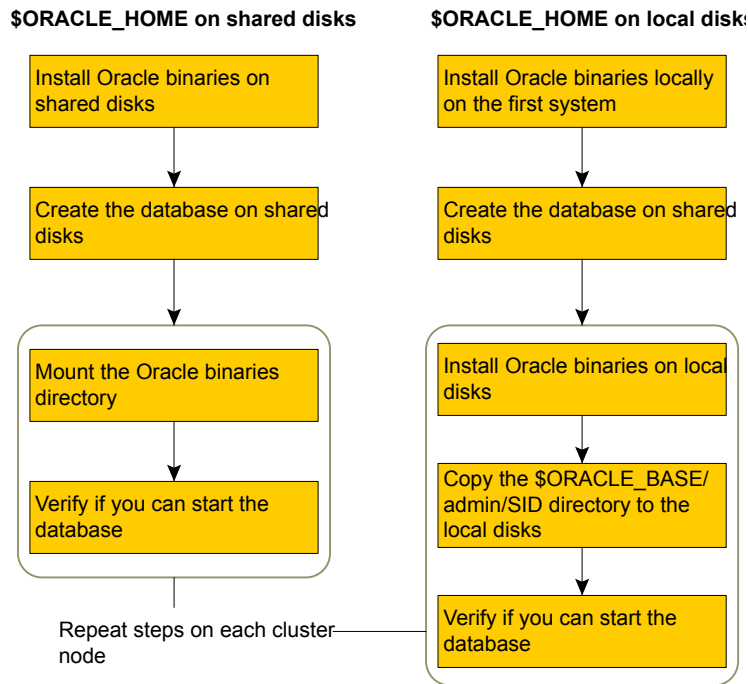 $ORACLE_HOME on shared disks
Install Oracle binaries on
shared disks
Create the database on shared
disks
Mount the Oracle binaries
directory
Verify if you can start the
database
$ORACLE_HOME on local disks
Install Oracle binaries locally
on the first system
Create the database on shared
disks
Install Oracle binaries on local
disks
Copy the $ORACLE_BASE/
admin/SID directory to the
local disks
Verify if you can start the
database
Repeat steps on each cluster
node